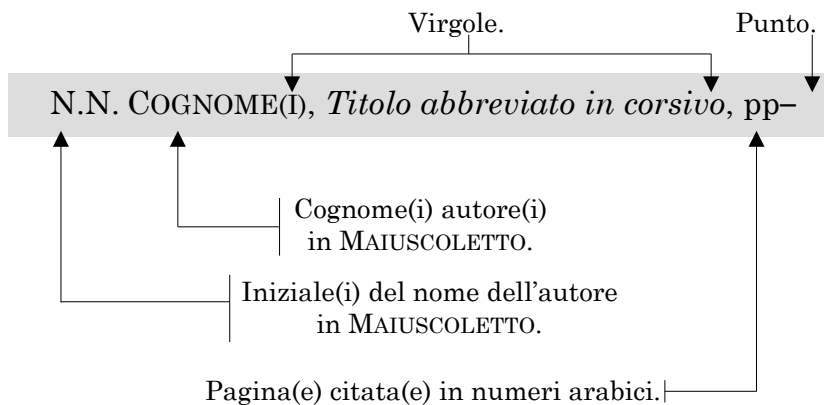 Virgole. Punto.
N.N. COGNOME(I), Titolo abbreviato in corsivo, pp–
Cognome(i) autore(i)
in MAIUSCOLETTO.
Iniziale(i) del nome dell’autore
in MAIUSCOLETTO.
Pagina(e) citata(e) in numeri arabici.